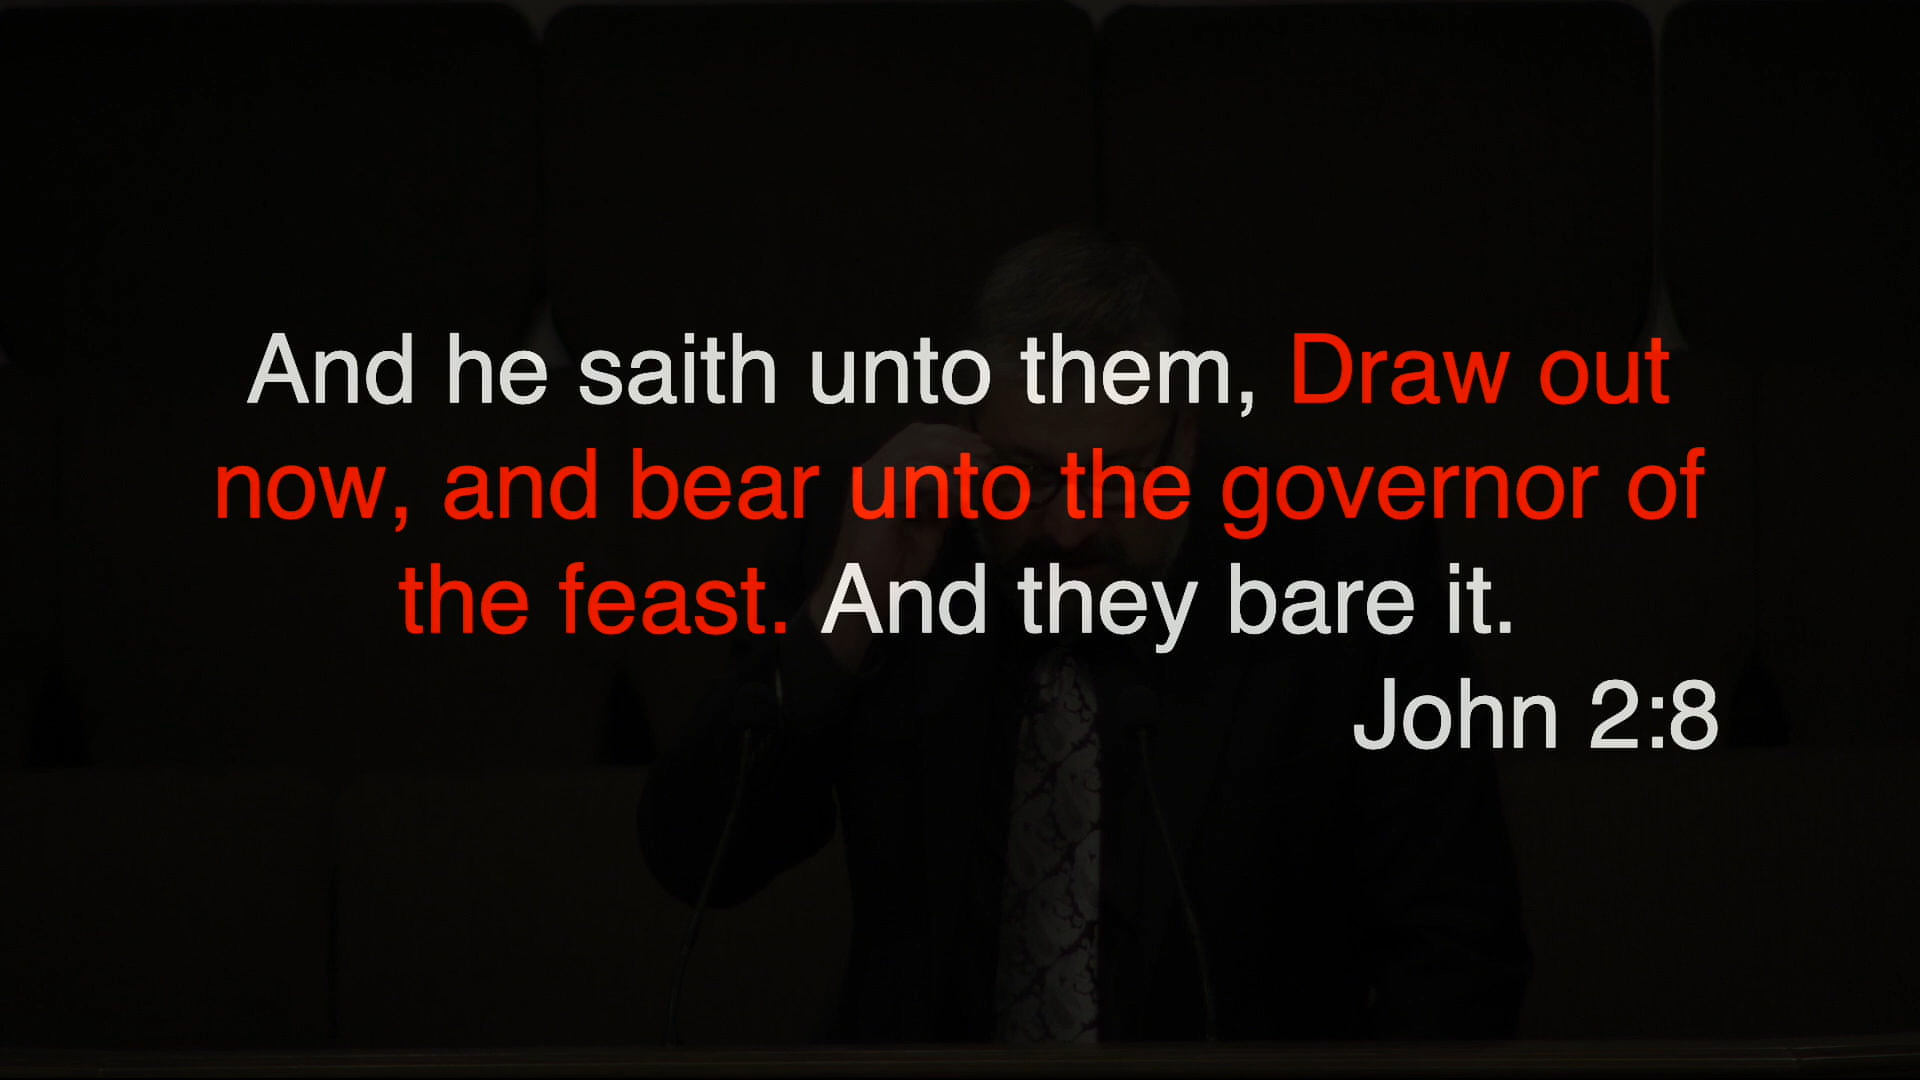 And he saith unto them, Draw out
now, and bear unto the governor of
the feast. And they bare it.
John 2:8